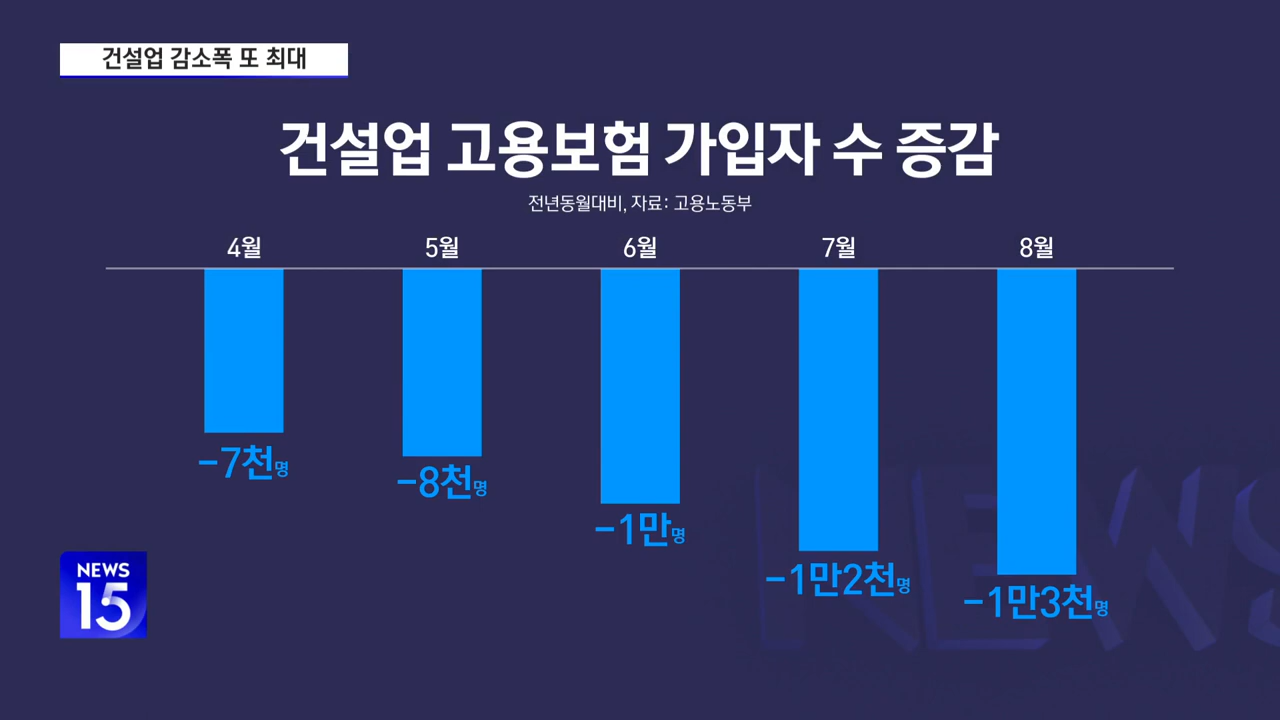 건설업 감소폭 또 최대
건설업 고용보험 가입자 수 증감
전년동월대비, 자료: 고용노동부
4월 5월 6월 7월 8월
-7천명
-8천명
-1만명
-1만2천명
-1만3천명
NEWS
15
NEWS